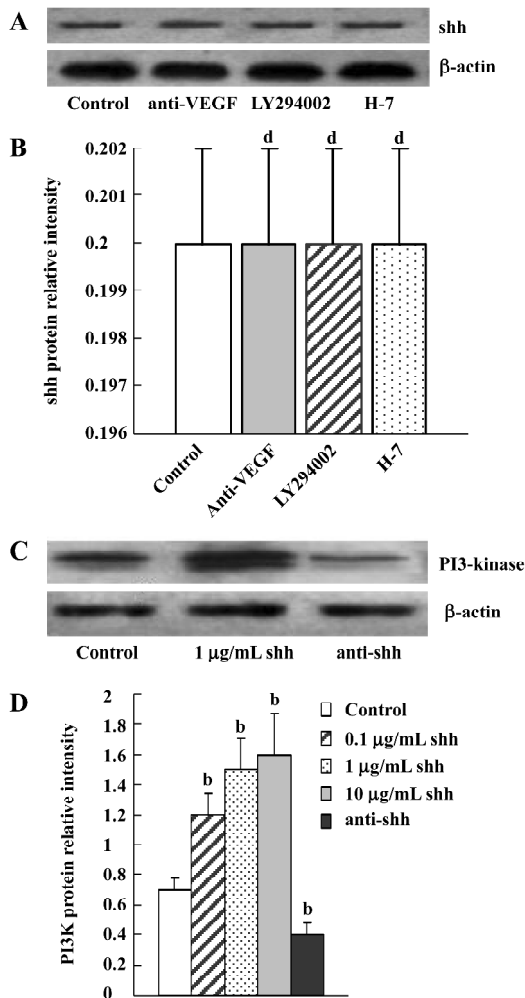 A
shh
β-actin
Control anti-VEGF LY294002 H-7
B
shh protein relative intensity
0.202
0.201
0.2
0.199
0.198
0.197
0.196
d d d
Control
Anti-VEGF
LY294002
H-7
C
PI3-kinase
β-actin
Control 1 μg/mL shh anti-shh
D
PI3K protein relative intensity
2
1.8
1.6
1.4
1.2
1
0.8
0.6
0.4
0.2
0
b b b b
Control
0.1 μg/mL shh
1 μg/mL shh
10 μg/mL shh
anti-shh